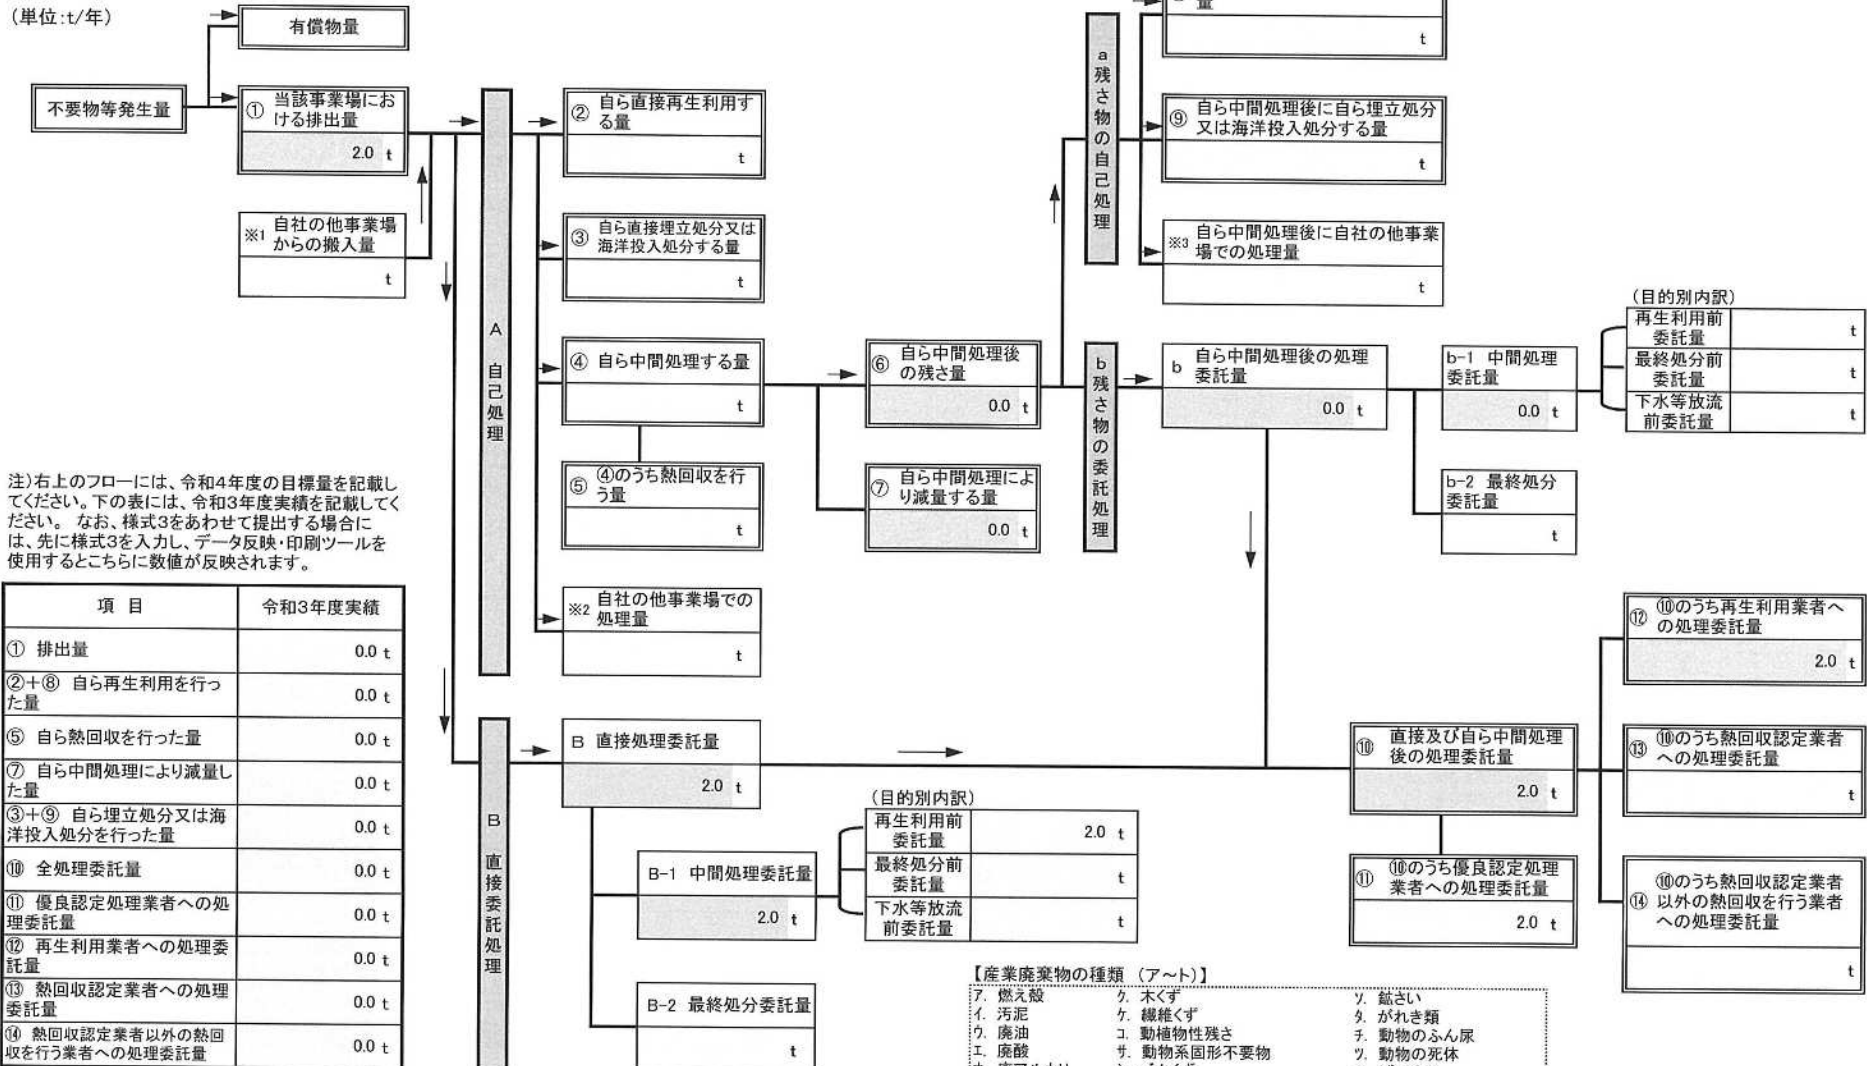 (単位:t/年)
有償物量
不要物等発生量
① 当該事業場にお
ける排出量
2.0 t
※1 自社の他事業場
からの搬入量
t
A 自己処理
② 自ら直接再生利用す
る量
t
③ 自ら直接埋立処分又は
海洋投入処分する量
t
④ 自ら中間処理する量
t
⑤ ④のうち熱回収を行
う量
t
※2 自社の他事業場での
処理量
t
⑥ 自ら中間処理後
の残さ量
0.0 t
⑦ 自ら中間処理によ
り減量する量
0.0 t
a 残さ物の自己処理
量
t
⑨ 自ら中間処理後に自ら埋立処分
又は海洋投入処分する量
t
※3 自ら中間処理後に自社の他事業
場での処理量
t
b 残さ物の委託処理
b 自ら中間処理後の処理
委託量
0.0 t
b-1 中間処理
委託量
0.0 t
(目的別内訳)
再生利用前
委託量 t
最終処分前
委託量 t
下水等放流
前委託量 t
b-2 最終処分
委託量
t
注)右上のフローには、令和4年度の目標量を記載し
てください。下の表には、令和3年度実績を記載してく
ださい。 なお、様式3をあわせて提出する場合に
は、先に様式3を入力し、データ反映・印刷ツールを
使用するとこちらに数値が反映されます。
項 目 令和3年度実績
① 排出量 0.0 t
②+⑧ 自ら再生利用を行っ
た量 0.0 t
⑤ 自ら熱回収を行った量 0.0 t
⑦ 自ら中間処理により減量し
た量 0.0 t
③+⑨ 自ら埋立処分又は海
洋投入処分を行った量 0.0 t
⑩ 全処理委託量 0.0 t
⑪ 優良認定処理業者への処
理委託量 0.0 t
⑫ 再生利用業者への処理委
託量 0.0 t
⑬ 熱回収認定業者への処理
委託量 0.0 t
⑭ 熱回収認定業者以外の熱回
収を行う業者への処理委託量 0.0 t
B 直接委託処理
B 直接処理委託量
2.0 t
B-1 中間処理委託量
2.0 t
(目的別内訳)
再生利用前
委託量 2.0 t
最終処分前
委託量 t
下水等放流
前委託量 t
B-2 最終処分委託量
t
⑩ 直接及び自ら中間処理
後の処理委託量
2.0 t
⑪ ⑩のうち優良認定処理
業者への処理委託量
2.0 t
⑫ ⑩のうち再生利用業者へ
の処理委託量
2.0 t
⑬ ⑩のうち熱回収認定業者
への処理委託量
t
⑭ ⑩のうち熱回収認定業者
以外の熱回収を行う業者
への処理委託量
t
【産業廃棄物の種類 (ア~ト)】
ア. 燃え殻 ク. 木くず ソ. 鉱さい
イ. 汚泥 ケ. 繊維くず タ. がれき類
ウ. 廃油 コ. 動植物性残さ チ. 動物のふん尿
エ. 廃酸 サ. 動物系固形不要物 ツ. 動物の死体